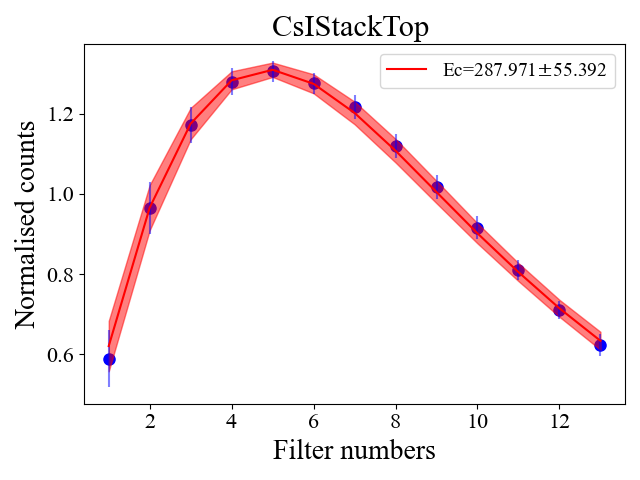 CsIStackTop
Ec=287.971±55.392
Normalised counts
1.2
1.0
0.8
0.6
2 4 6 8 10 12
Filter numbers